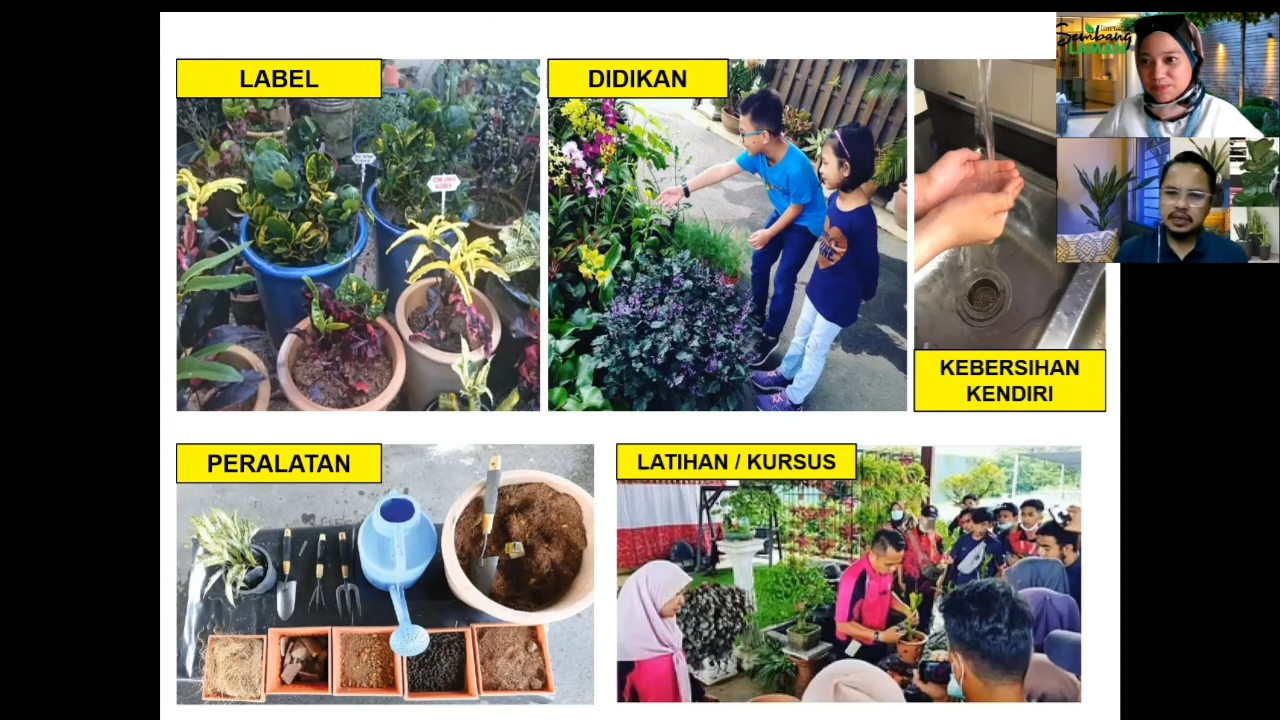 LABEL
DIDIKAN
Sembang
LAMAN
KEBERSIHAN
KENDIRI
PERALATAN
LATIHAN / KURSUS